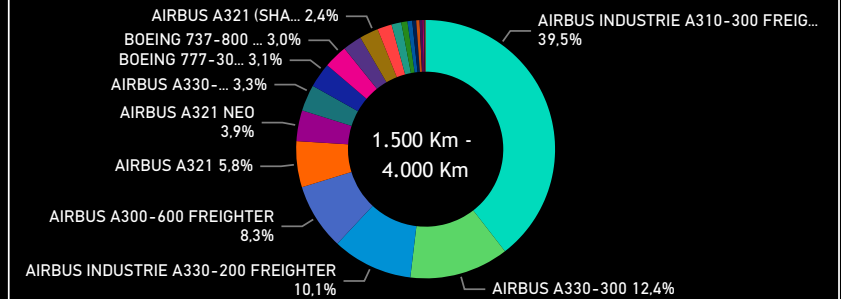 AIRBUS A321 (SHA... 2,4%
BOEING 737-800 ... 3,0%
BOEING 777-30... 3,1%
AIRBUS A330-... 3,3%
AIRBUS A321 NEO
3,9%
AIRBUS A321 5,8%
AIRBUS A300-600 FREIGHTER
8,3%
AIRBUS INDUSTRIE A330-200 FREIGHTER
10,1%
1.500 Km -
4.000 Km
AIRBUS INDUSTRIE A310-300 FREIG...
39,5%
AIRBUS A330-300 12,4%